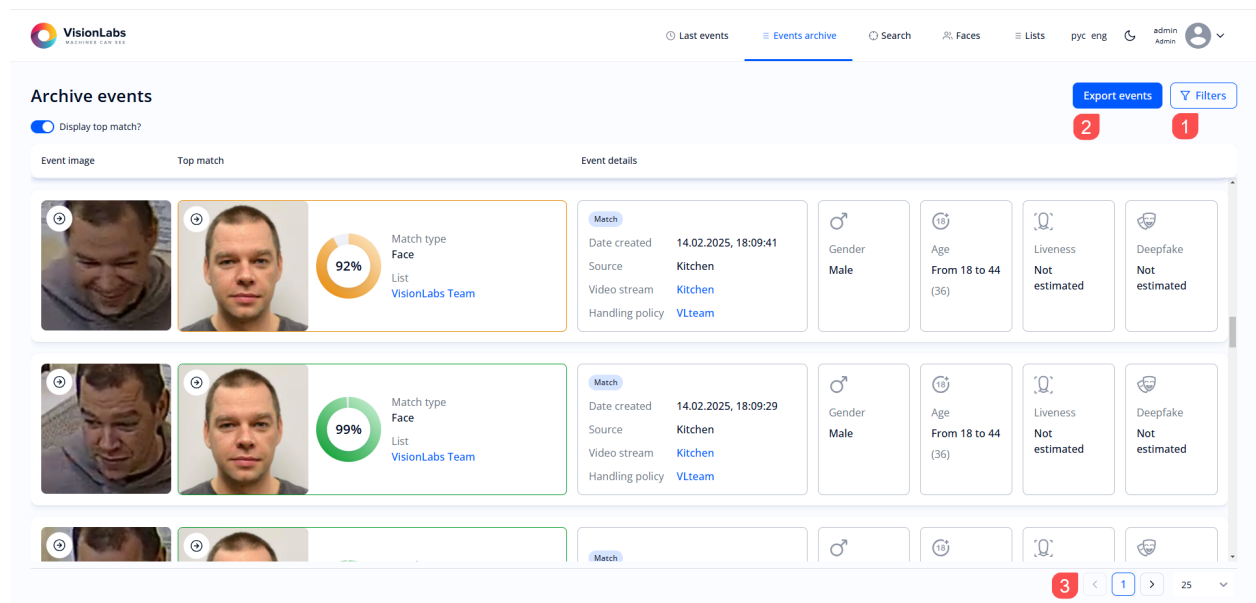 VisionLabs
MACHINES CAN SEE
Last events
Events archive
Search
Faces
Lists
рус eng
admin
Admin
Archive events
Export events
Filters
2
1
Display top match?
Event image
Top match
Event details
92%
Match type
Face
List
VisionLabs Team
Match
Date created 14.02.2025, 18:09:41
Source Kitchen
Video stream Kitchen
Handling policy VLteam
Gender
Male
18
Age
From 18 to 44
(36)
Liveness
Not
estimated
Deepfake
Not
estimated
99%
Match type
Face
List
VisionLabs Team
Match
Date created 14.02.2025, 18:09:29
Source Kitchen
Video stream Kitchen
Handling policy VLteam
Gender
Male
18
Age
From 18 to 44
(36)
Liveness
Not
estimated
Deepfake
Not
estimated
Match
18
3
1
25